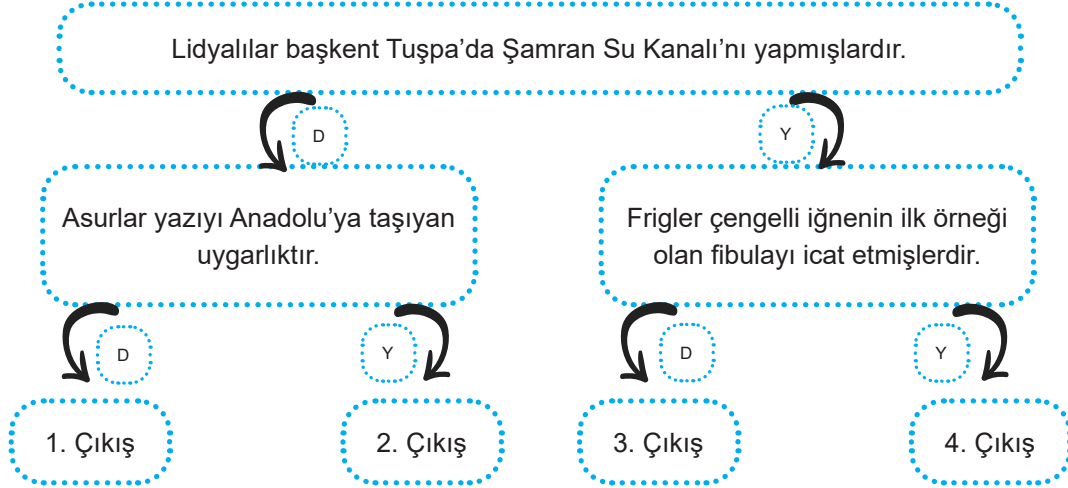 Lidyalılar başkent Tuşpa’da Şamran Su Kanalı’nı yapmışlardır.
D
Y
Asurlar yazıyı Anadolu’ya taşıyan
uygarlıktır.
Frigler çengelli iğnenin ilk örneği
olan fibulayı icat etmişlerdir.
D
Y
D
Y
1. Çıkış
2. Çıkış
3. Çıkış
4. Çıkış